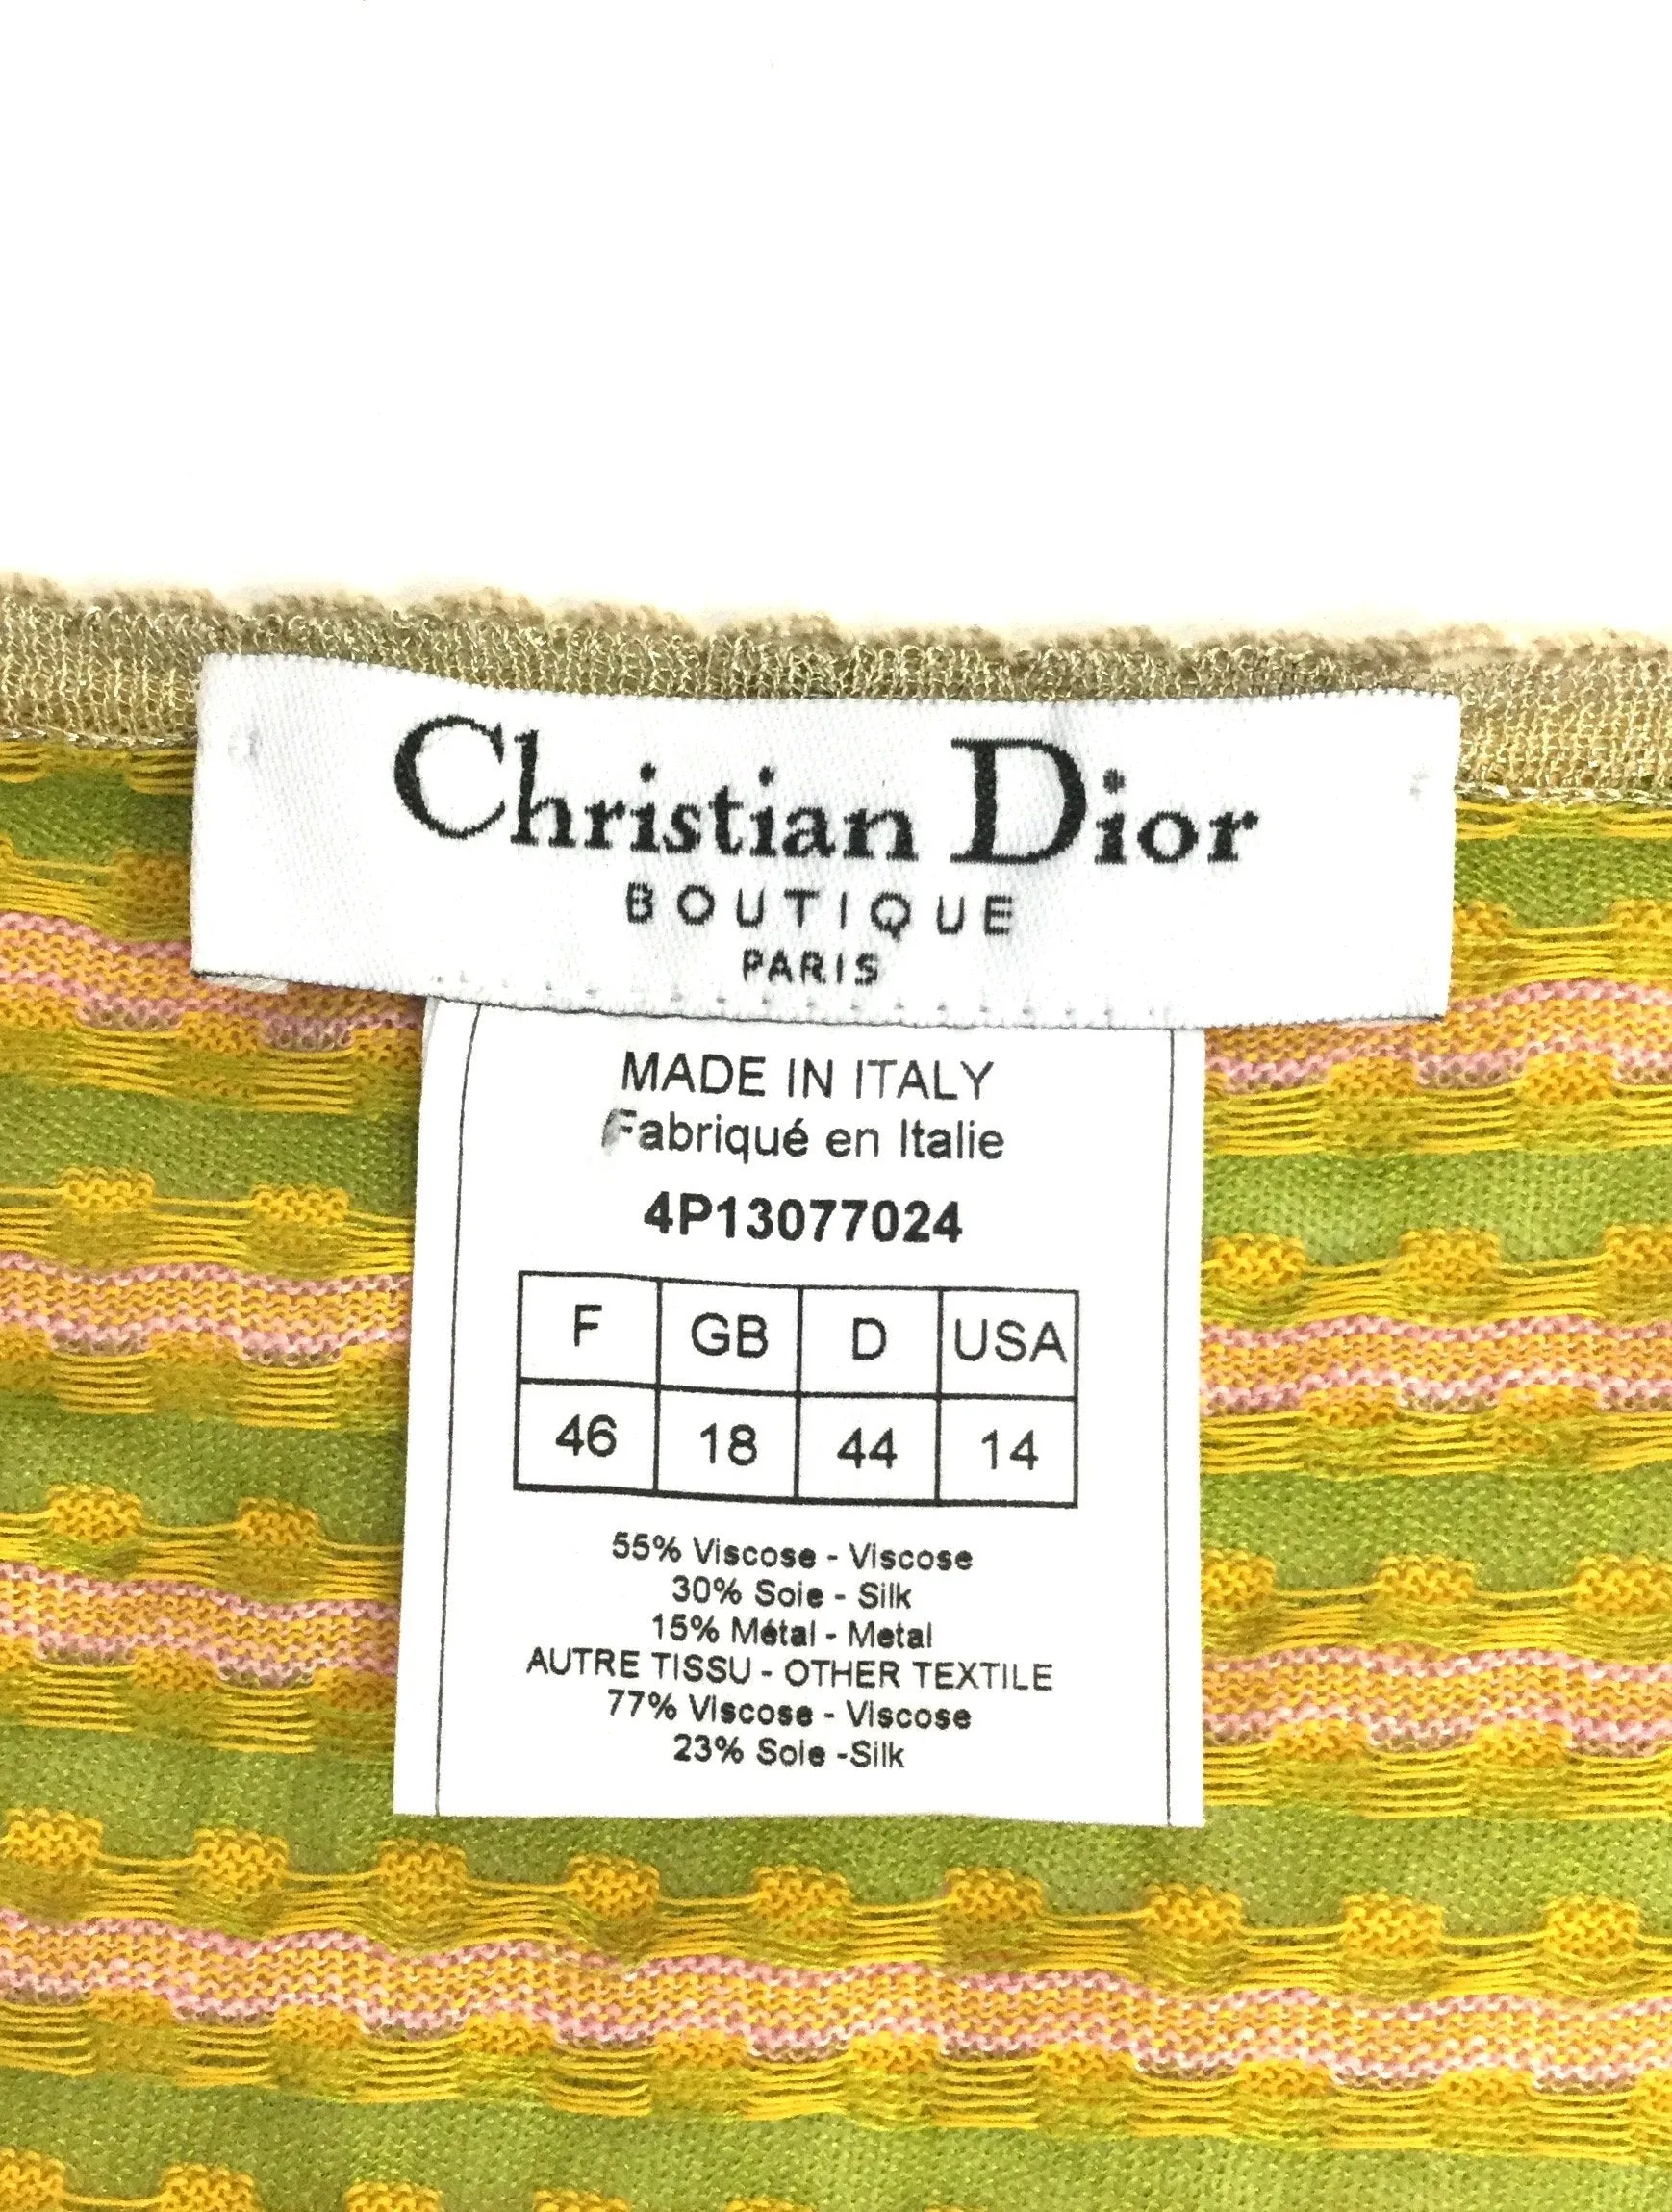 Christian Dior
BOUTIQUE
PARIS
MADE IN ITALY
Fabriqué en Italie
4P13077024
F GB D USA
46 18 44 14
55% Viscose - Viscose
30% Soie - Silk
15% Métal - Metal
AUTRE TISSU - OTHER TEXTILE
77% Viscose - Viscose
23% Soie -Silk